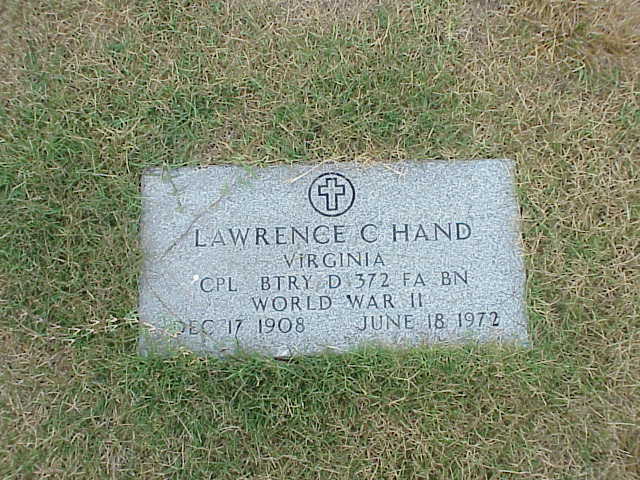 LAWRENCE C HAND
VIRGINIA
CPL BTRY D 372 FA BN
WORLD WAR II
DEC 17 1908 JUNE 18 1972